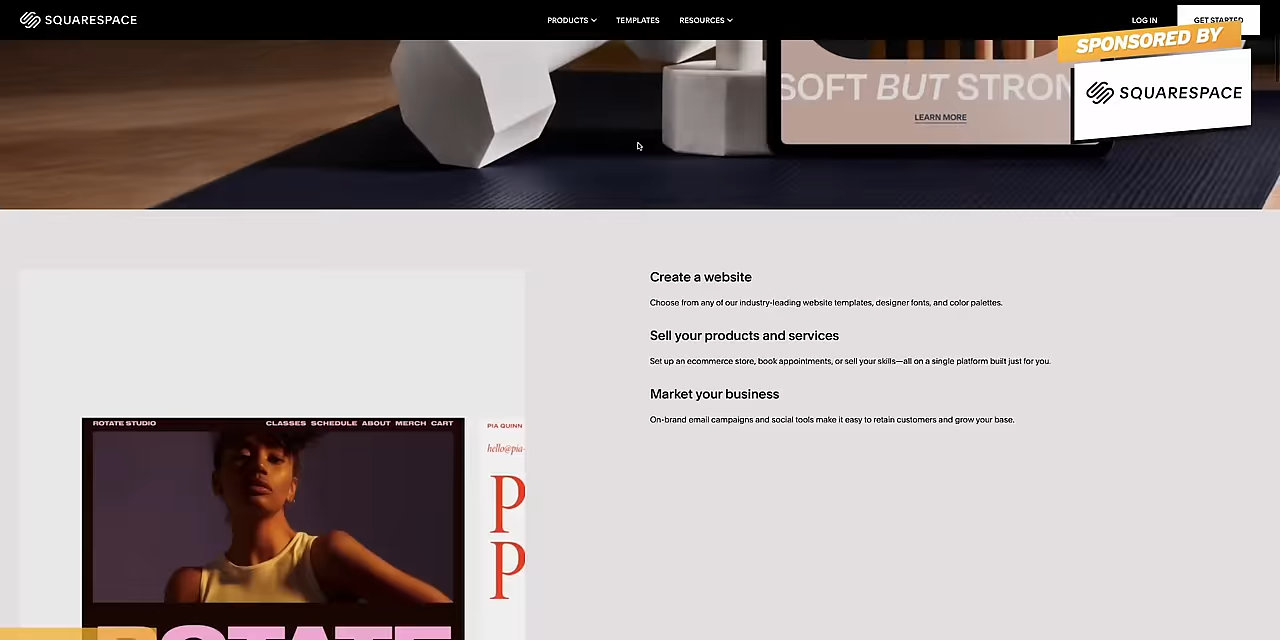 SQUARESPACE
PRODUCTS
TEMPLATES
RESOURCES
LOG IN
GET STARTED
SPONSORED BY
SQUARESPACE
SOFT BUT STRON
LEARN MORE
Create a website
Choose from any of our industry-leading website templates, designer fonts, and color palettes.
Sell your products and services
Set up an ecommerce store, book appointments, or sell your skills—all on a single platform built just for you.
Market your business
On-brand email campaigns and social tools make it easy to retain customers and grow your base.
ROTATE STUDIO
CLASSES SCHEDULE ABOUT MERCH CART
PIA QUINN
hello@pia-
P
P
ROTATE